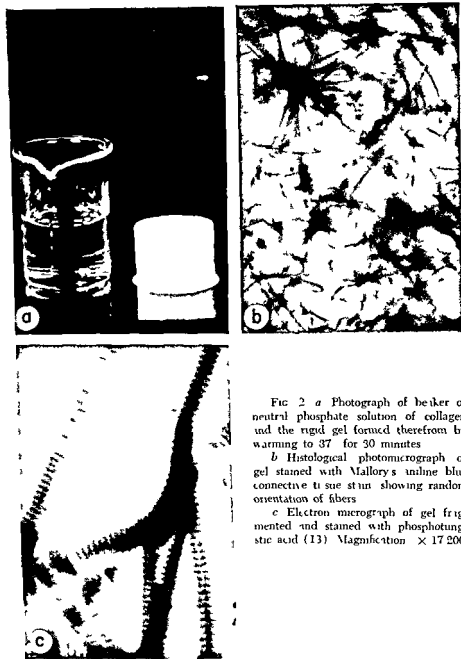 a
b
c
FIG 2 a Photograph of beaker o
neutral phosphate solution of collage
and the rigid gel formed therefrom b
warming to 37 for 30 minutes
b Histological photomicrograph o
gel stained with Mallory s aniline blu
connective tissue stain showing random
orientation of fibers
c Electron micrograph of gel frag
mented and stained with phosphotung
stic acid (13) Magnification × 17 200